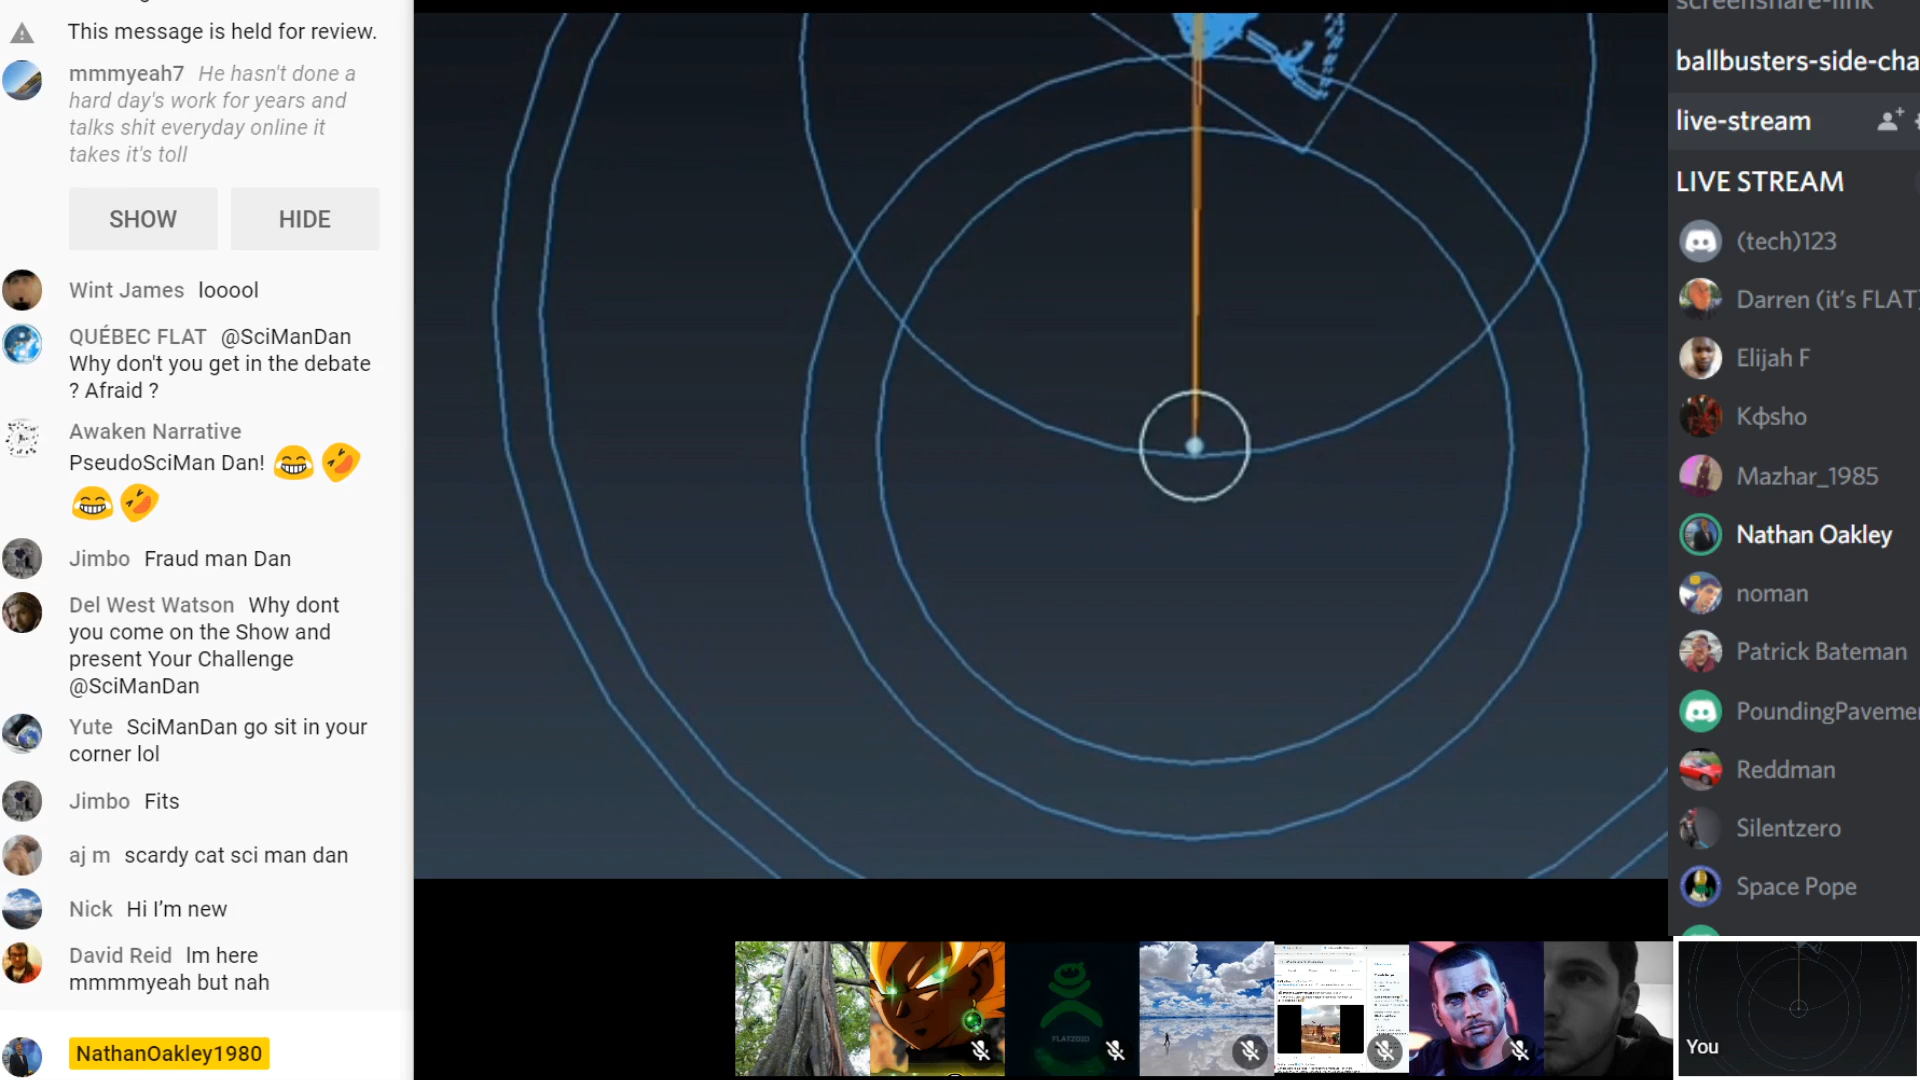 This message is held for review.
mmmyeah7 He hasn't done a
hard day's work for years and
talks shit everyday online it
takes it's toll
SHOW HIDE
Wint James looool
QUÉBEC FLAT @SciManDan
Why don't you get in the debate
? Afraid ?
Awaken Narrative
PseudoSciMan Dan! 😂 🤣
😂 🤣
Jimbo Fraud man Dan
Del West Watson Why dont
you come on the Show and
present Your Challenge
@SciManDan
Yute SciManDan go sit in your
corner lol
Jimbo Fits
aj m scardy cat sci man dan
Nick Hi I'm new
David Reid Im here
mmmmyeah but nah
NathanOakley1980
FLATZOID
You
screenshare-link
ballbusters-side-cha
live-stream
LIVE STREAM
(tech)123
Darren (it's FLAT)
Elijah F
Kфsho
Mazhar_1985
Nathan Oakley
noman
Patrick Bateman
PoundingPavemen
Reddman
Silentzero
Space Pope